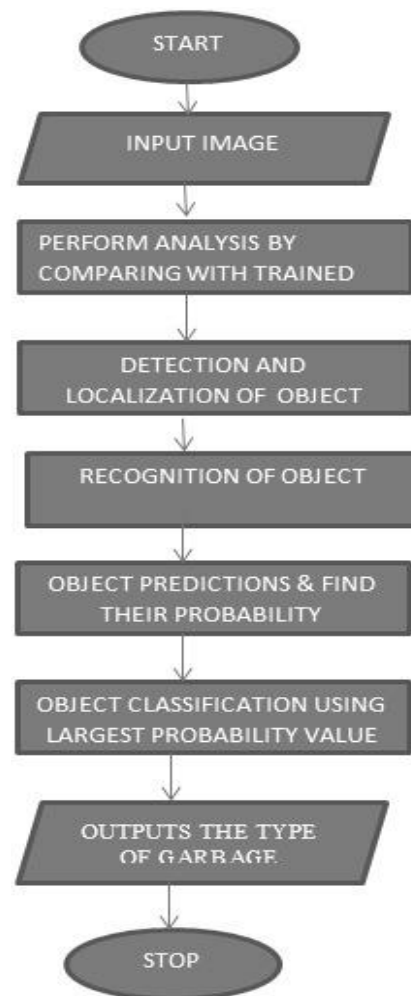 START
INPUT IMAGE
PERFORM ANALYSIS BY
COMPARING WITH TRAINED
DETECTION AND
LOCALIZATION OF OBJECT
RECOGNITION OF OBJECT
OBJECT PREDICTIONS & FIND
THEIR PROBABILITY
OBJECT CLASSIFICATION USING
LARGEST PROBABILITY VALUE
OUTPUTS THE TYPE
OF GARBAGE
STOP